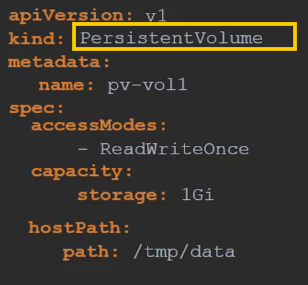 apiVersion: v1
kind: PersistentVolume
metadata:
name: pv-vol1
spec:
accessModes:
- ReadWriteOnce
capacity:
storage: 1Gi
hostPath:
path: /tmp/data